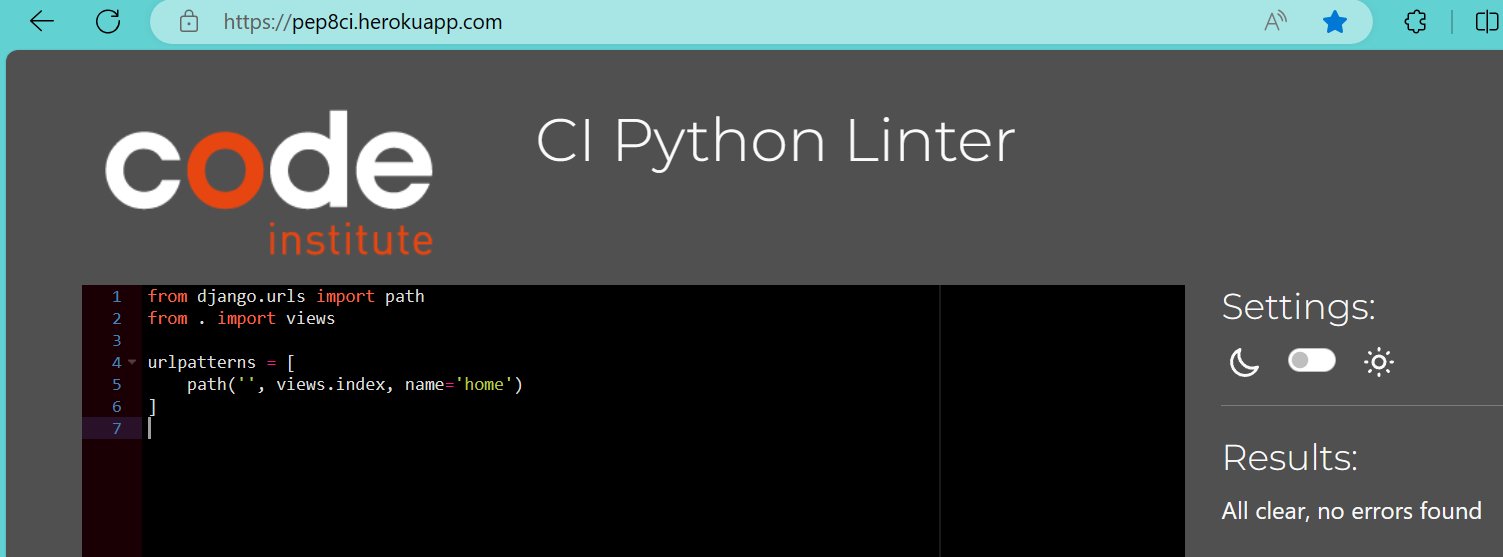 https://pep8ci.herokuapp.com
code
institute
CI Python Linter
1 from django.urls import path
2 from . import views
3
4 urlpatterns = [
5     path('', views.index, name='home')
6 ]
7
Settings:
Results:
All clear, no errors found